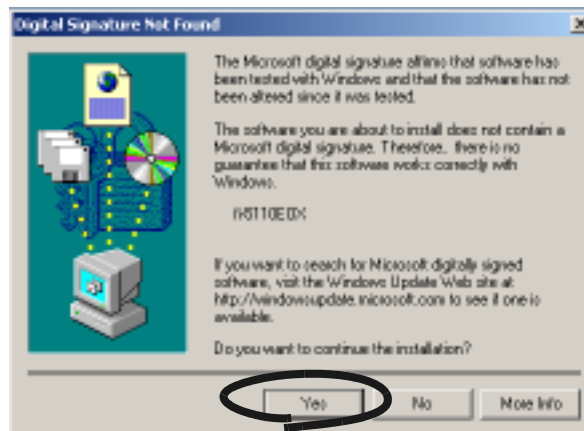 Digital Signature Not Found
The Microsoft digital signature affirms that software has
been tested with Windows and that the software has not
been altered since it was tested.
The software you are about to install does not contain a
Microsoft digital signature. Therefore, there is no
guarantee that this software works correctly with
Windows.
If you want to search for Microsoft digitally signed
software, visit the Windows Update Web site at
http://windowsupdate.microsoft.com to see if one is
available.
Do you want to continue the installation?
Yes
No
More Info